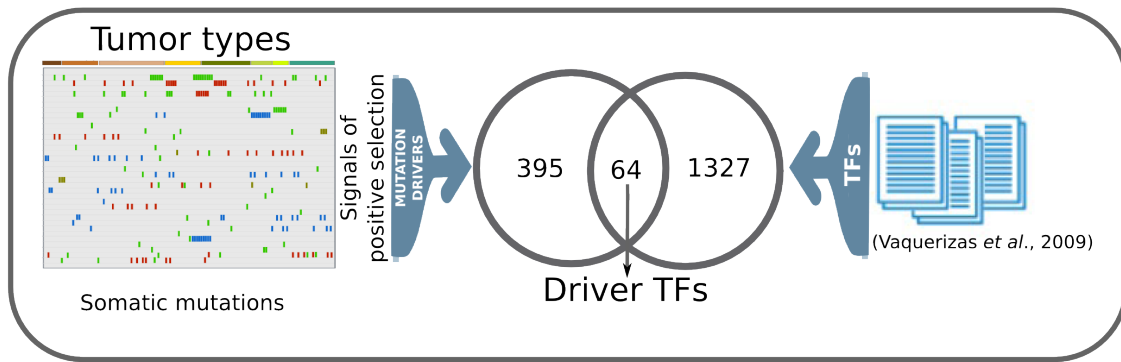 Tumor types
Somatic mutations
Signals of
positive selection
MUTATION
DRIVERS
395
64
1327
Driver TFs
TFs
(Vaquerizas et al., 2009)